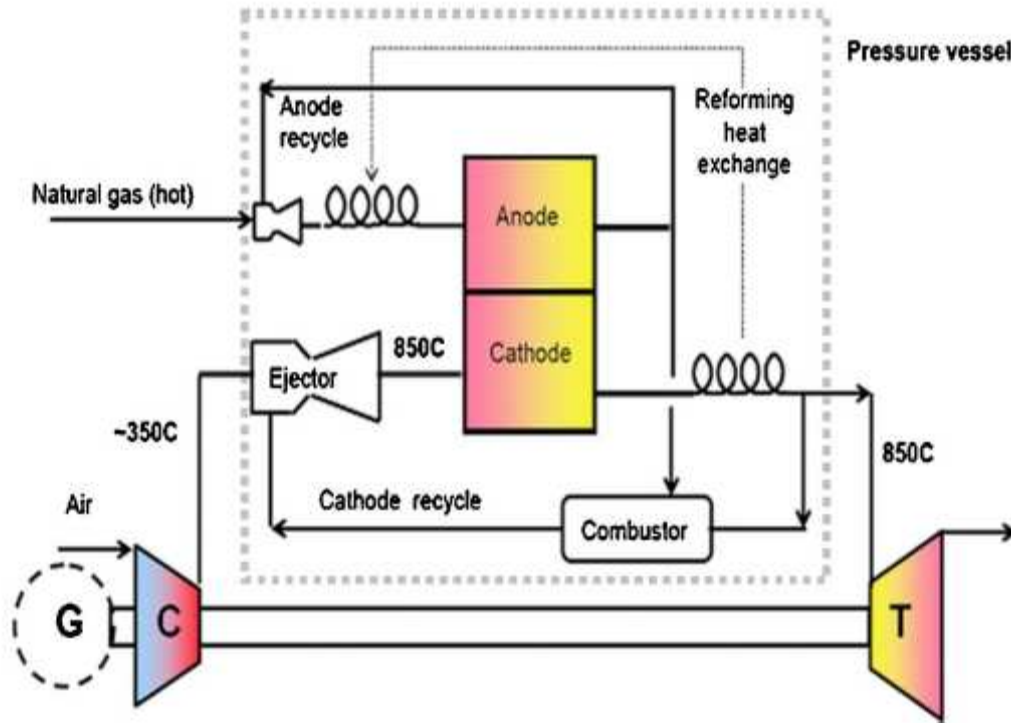 Pressure vessel
Anode
recycle
Reforming
heat
exchange
Natural gas (hot)
Anode
Ejector
850C
Cathode
~350C
850C
Air
Cathode recycle
Combustor
G
C
T